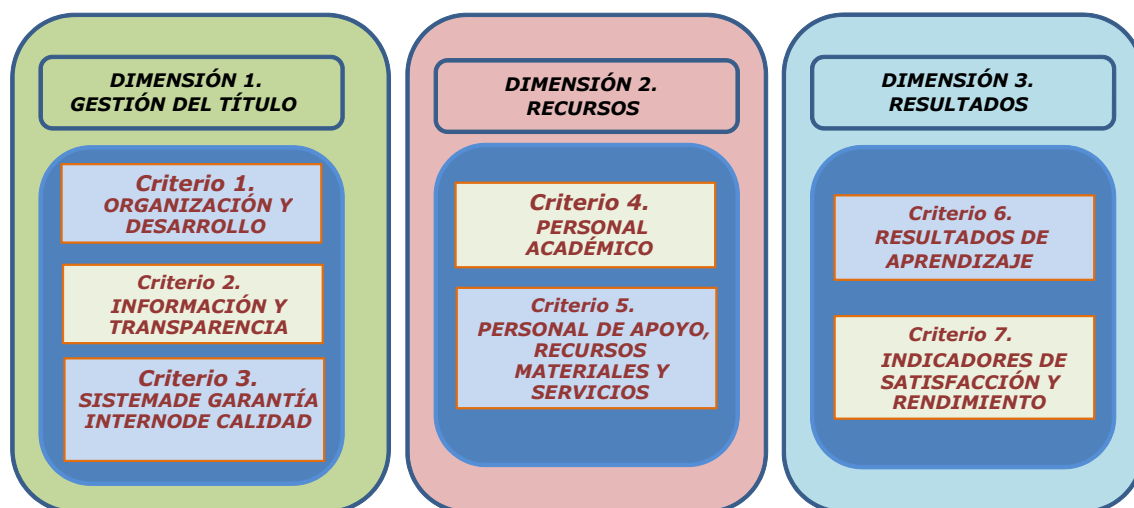 DIMENSIÓN 1.
GESTIÓN DEL TÍTULO
Criterio 1.
ORGANIZACIÓN Y
DESARROLLO
Criterio 2.
INFORMACIÓN Y
TRANSPARENCIA
Criterio 3.
SISTEMADE GARANTÍA
INTERNODE CALIDAD
DIMENSIÓN 2.
RECURSOS
Criterio 4.
PERSONAL
ACADÉMICO
Criterio 5.
PERSONAL DE APOYO,
RECURSOS
MATERIALES Y
SERVICIOS
DIMENSIÓN 3.
RESULTADOS
Criterio 6.
RESULTADOS DE
APRENDIZAJE
Criterio 7.
INDICADORES DE
SATISFACCIÓN Y
RENDIMIENTO